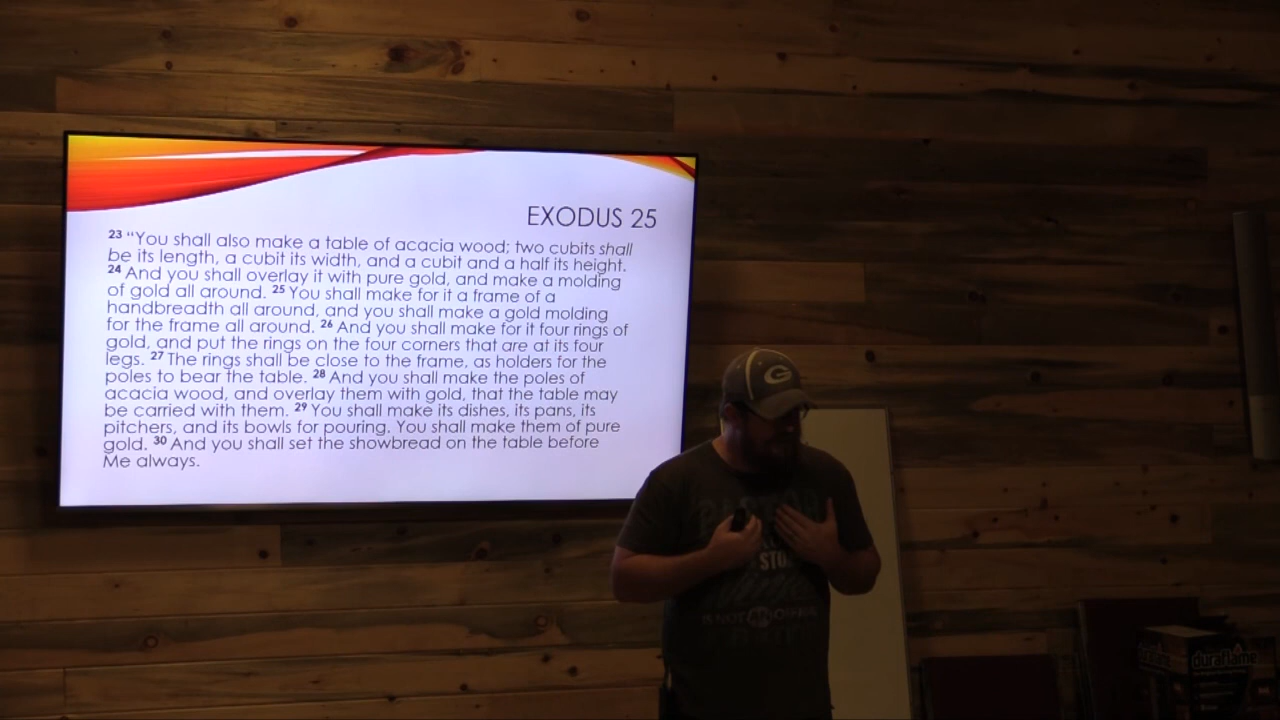 EXODUS 25
23 “You shall also make a table of acacia wood; two cubits shall
be its length, a cubit its width, and a cubit and a half its height.
24 And you shall overlay it with pure gold, and make a molding
of gold all around. 25 You shall make for it a frame of a
handbreadth all around, and you shall make a gold molding
for the frame all around. 26 And you shall make for it four rings of
gold, and put the rings on the four corners that are at its four
legs. 27 The rings shall be close to the frame, as holders for the
poles to bear the table. 28 And you shall make the poles of
acacia wood, and overlay them with gold, that the table may
be carried with them. 29 You shall make its dishes, its pans, its
pitchers, and its bowls for pouring. You shall make them of pure
gold. 30 And you shall set the showbread on the table before
Me always.
G
IS NOT
duraflame